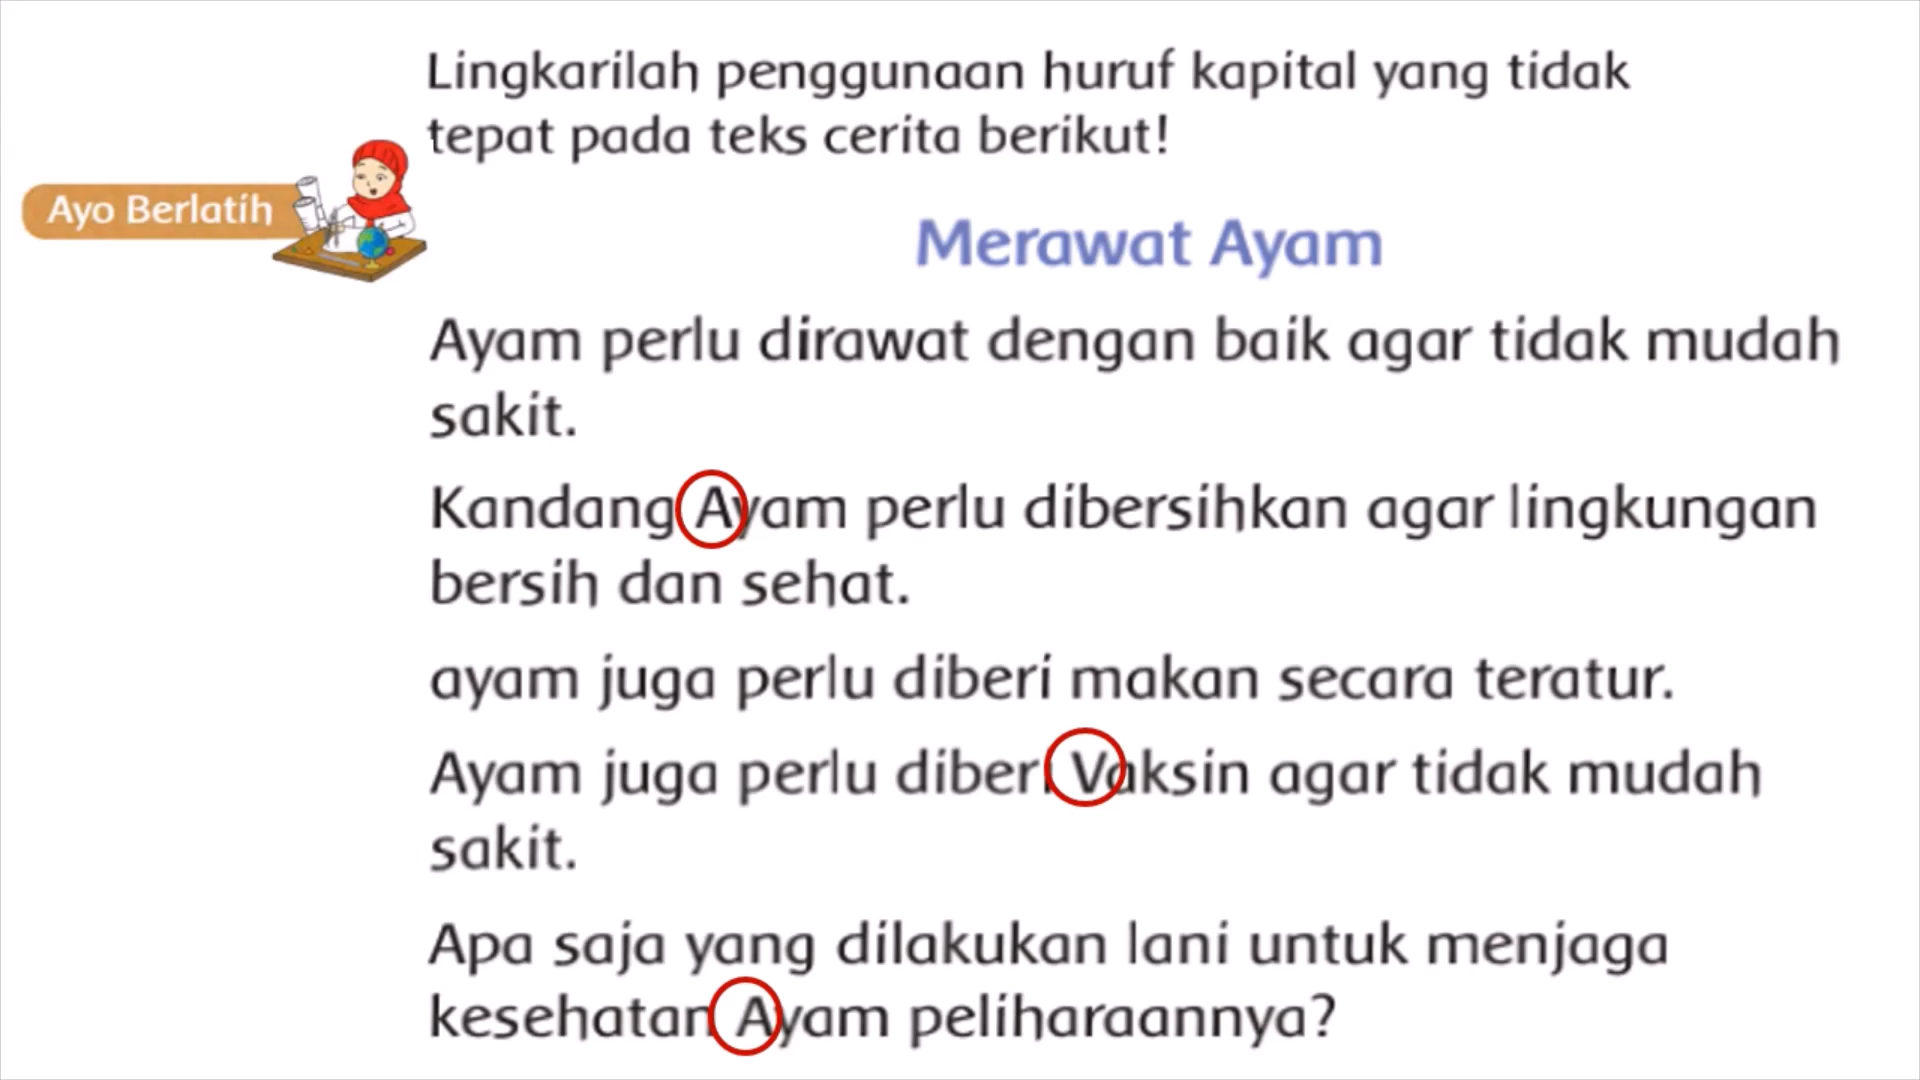 Lingkarilah penggunaan huruf kapital yang tidak
tepat pada teks cerita berikut!
Ayo Berlatih
Merawat Ayam
Ayam perlu dirawat dengan baik agar tidak mudah
sakit.
Kandang Ayam perlu dibersihkan agar lingkungan
bersih dan sehat.
ayam juga perlu diberi makan secara teratur.
Ayam juga perlu diberi Vaksin agar tidak mudah
sakit.
Apa saja yang dilakukan lani untuk menjaga
kesehatan Ayam peliharaannya?